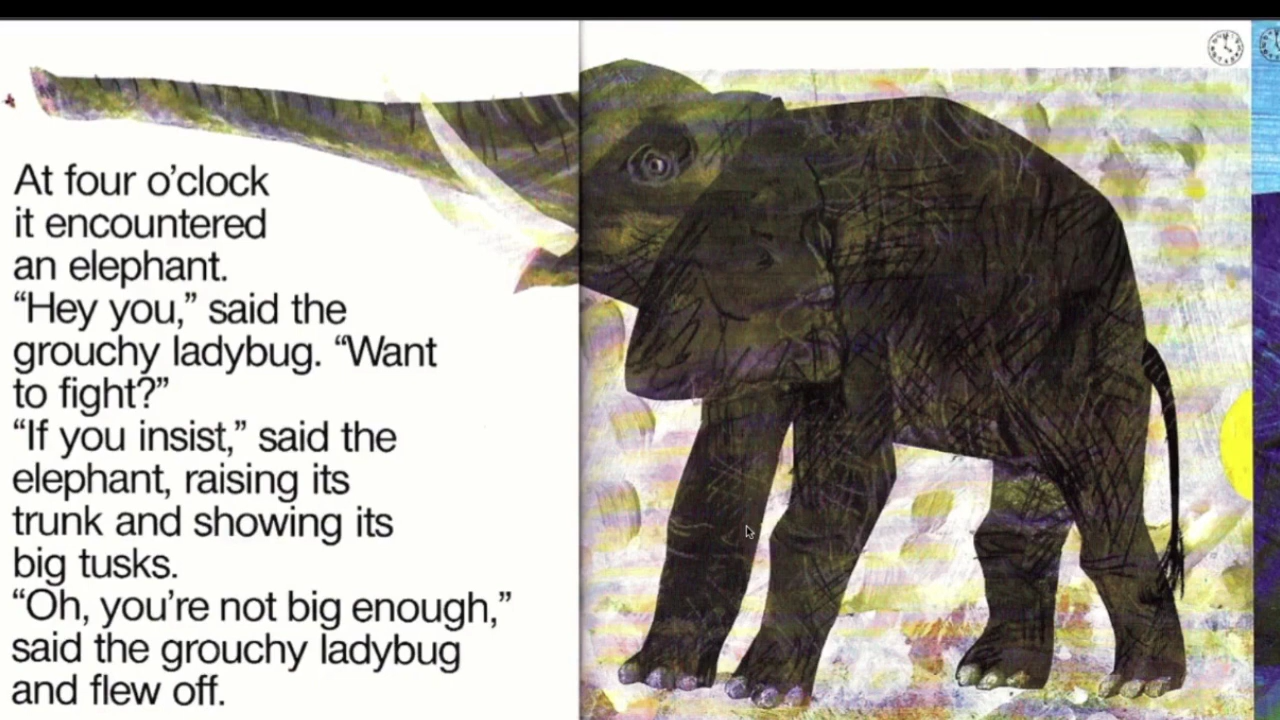 At four o’clock
it encountered
an elephant.
“Hey you,” said the
grouchy ladybug. “Want
to fight?”
“If you insist,” said the
elephant, raising its
trunk and showing its
big tusks.
“Oh, you’re not big enough,”
said the grouchy ladybug
and flew off.